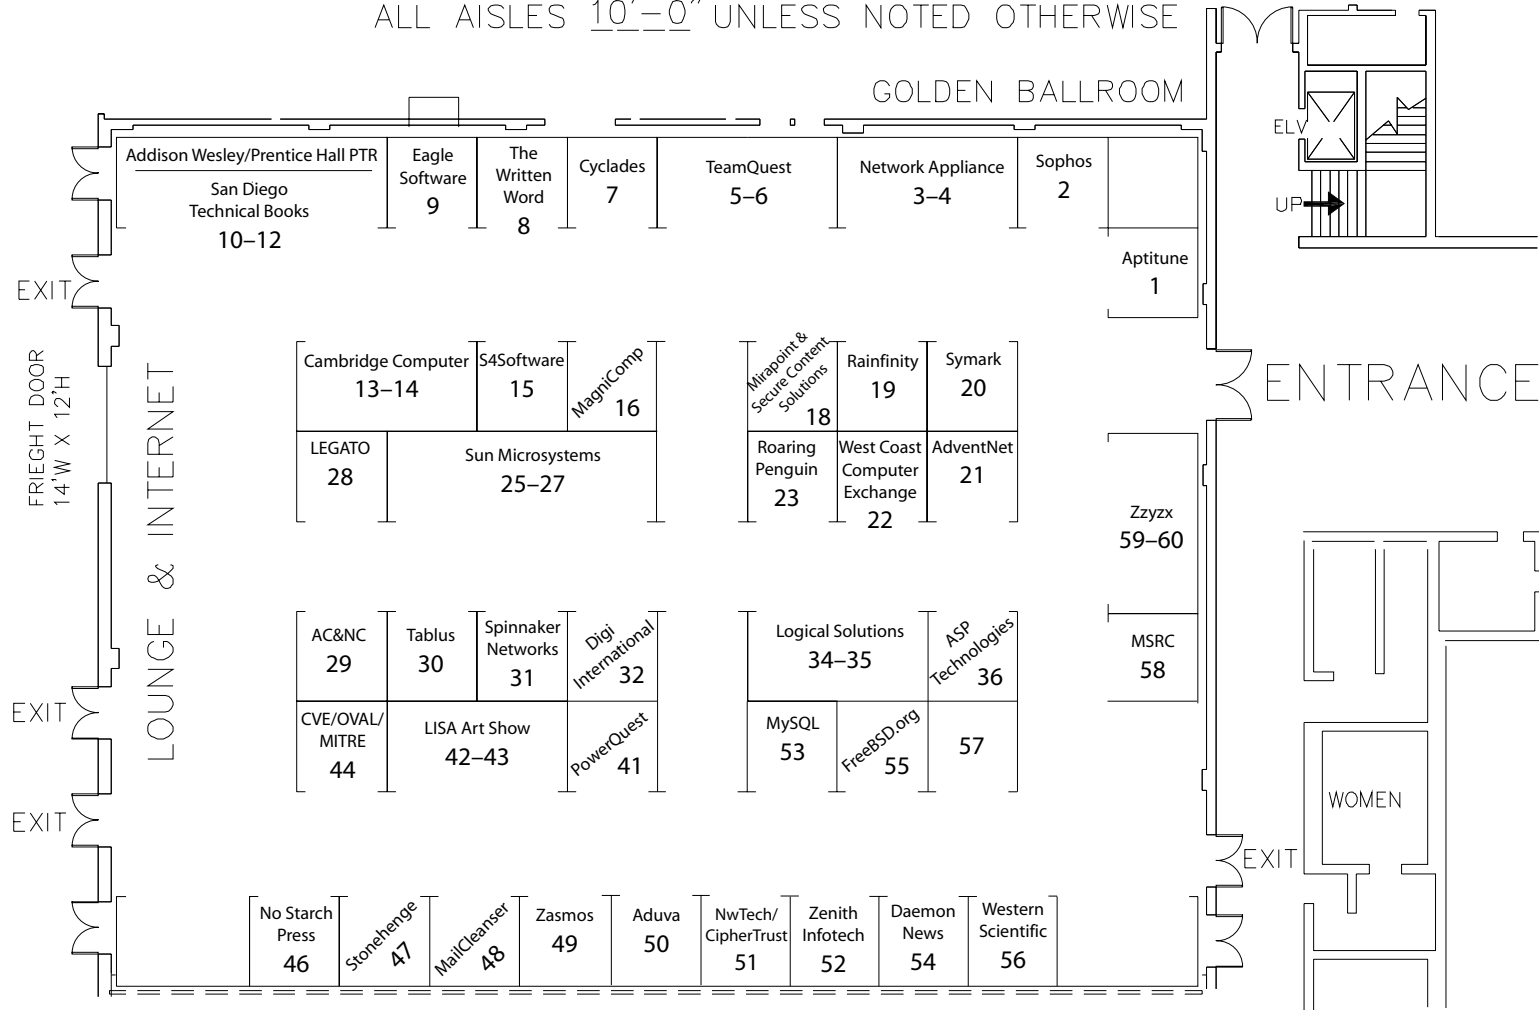 ALL AISLES 10'-0" UNLESS NOTED OTHERWISE
GOLDEN BALLROOM
ELV
UP
Addison Wesley/Prentice Hall PTR
San Diego
Technical Books
10–12
Eagle
Software
9
The
Written
Word
8
Cyclades
7
TeamQuest
5–6
Network Appliance
3–4
Sophos
2
Aptitune
1
EXIT
FRIEGHT DOOR
14'W X 12'H
LOUNGE & INTERNET
Cambridge Computer
13–14
S4Software
15
MagniComp
16
Mirapoint &
Secure Content
Solutions
18
Rainfinity
19
Symark
20
ENTRANCE
LEGATO
28
Sun Microsystems
25–27
Roaring
Penguin
23
West Coast
Computer
Exchange
22
AdventNet
21
Zzyzx
59–60
AC&NC
29
Tablus
30
Spinnaker
Networks
31
Digi
International
32
Logical Solutions
34–35
ASP
Technologies
36
MSRC
58
EXIT
CVE/OVAL/
MITRE
44
LISA Art Show
42–43
PowerQuest
41
MySQL
53
FreeBSD.org
55
57
WOMEN
EXIT
EXIT
No Starch
Press
46
Stonehenge
47
MailCleanser
48
Zasmos
49
Aduva
50
NwTech/
CipherTrust
51
Zenith
Infotech
52
Daemon
News
54
Western
Scientific
56